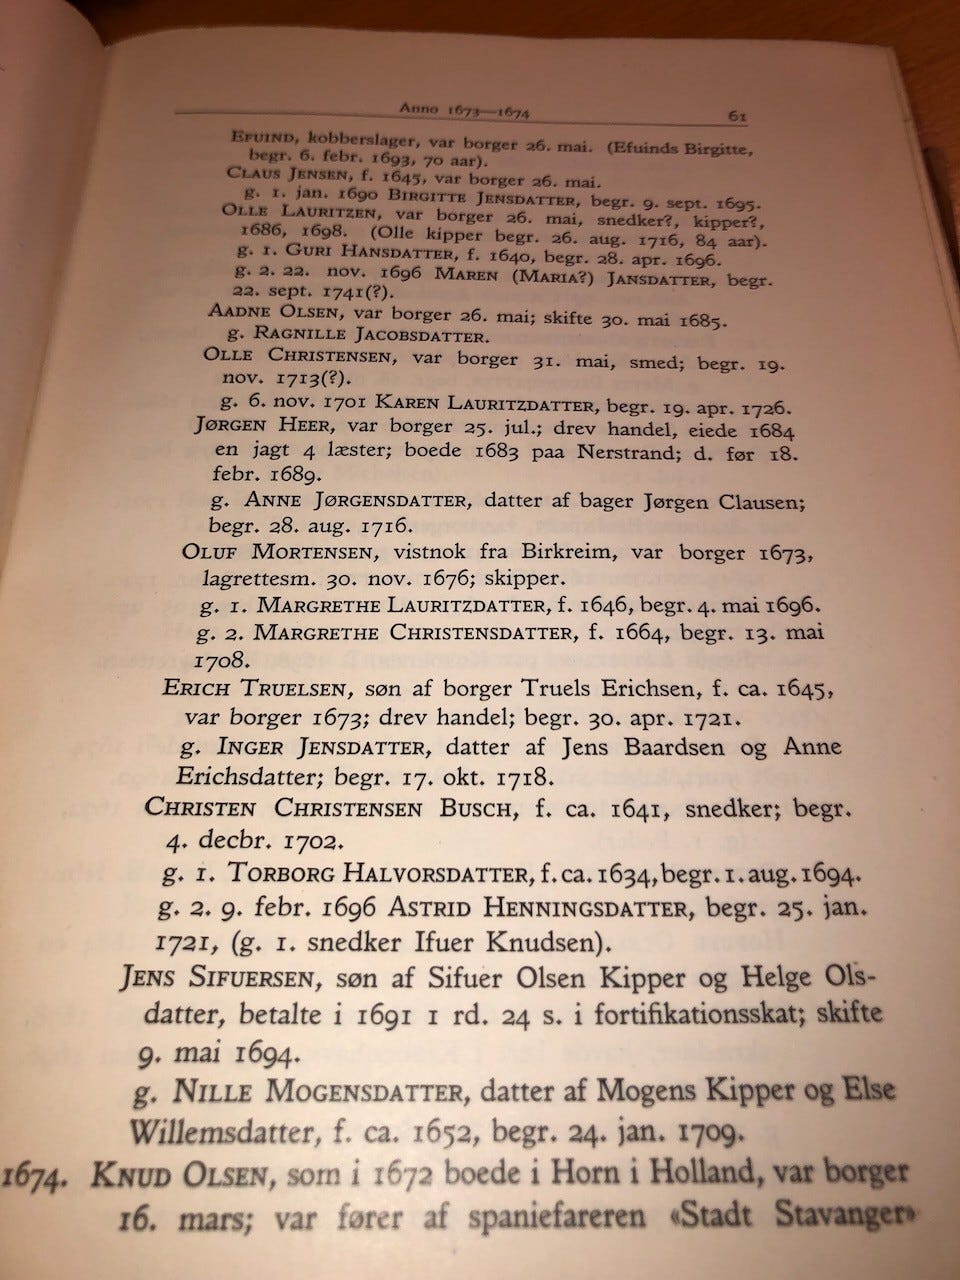 Anno 1673—1674 61
EFUIND, kobberslager, var borger 26. mai. (Efuinds Birgitte,
begr. 6. febr. 1693, 70 aar).
CLAUS JENSEN, f. 1645, var borger 26. mai.
g. 1. jan. 1690 BIRGITTE JENSDATTER, begr. 9. sept. 1695.
OLLE LAURITZEN, var borger 26. mai, snedker?, kipper?,
1686, 1698. (Olle kipper begr. 26. aug. 1716, 84 aar).
g. 1. GURI HANSDATTER, f. 1640, begr. 28. apr. 1696.
g. 2. 22. nov. 1696 MAREN (MARIA?) JANSDATTER, begr.
22. sept. 1741(?).
AADNE OLSEN, var borger 26. mai; skifte 30. mai 1685.
g. RAGNILLE JACOBSDATTER.
OLLE CHRISTENSEN, var borger 31. mai, smed; begr. 19.
nov. 1713(?).
g. 6. nov. 1701 KAREN LAURITZDATTER, begr. 19. apr. 1726.
JØRGEN HEER, var borger 25. jul.; drev handel, eiede 1684
en jagt 4 læster; boede 1683 paa Nerstrand; d. før 18.
febr. 1689.
g. ANNE JØRGENSDATTER, datter af bager Jørgen Clausen;
begr. 28. aug. 1716.
OLUF MORTENSEN, vistnok fra Birkreim, var borger 1673,
lagrettesm. 30. nov. 1676; skipper.
g. 1. MARGRETHE LAURITZDATTER, f. 1646, begr. 4. mai 1696.
g. 2. MARGRETHE CHRISTENSDATTER, f. 1664, begr. 13. mai
1708.
ERICH TRUELSEN, søn af borger Truels Erichsen, f. ca. 1645,
var borger 1673; drev handel; begr. 30. apr. 1721.
g. INGER JENSDATTER, datter af Jens Baardsen og Anne
Erichsdatter; begr. 17. okt. 1718.
CHRISTEN CHRISTENSEN BUSCH, f. ca. 1641, snedker; begr.
4. decbr. 1702.
g. 1. TORBORG HALVORSDATTER, f. ca. 1634, begr. 1. aug. 1694.
g. 2. 9. febr. 1696 ASTRID HENNINGSDATTER, begr. 25. jan.
1721, (g. 1. snedker Ifuer Knudsen).
JENS SIFUERSEN, søn af Sifuer Olsen Kipper og Helge Ols-
datter, betalte i 1691 1 rd. 24 s. i fortifikationsskat; skifte
9. mai 1694.
g. NILLE MOGENSDATTER, datter af Mogens Kipper og Else
Willemsdatter, f. ca. 1652, begr. 24. jan. 1709.
1674. KNUD OLSEN, som i 1672 boede i Horn i Holland, var borger
16. mars; var fører af spaniefareren «Stadt Stavanger»